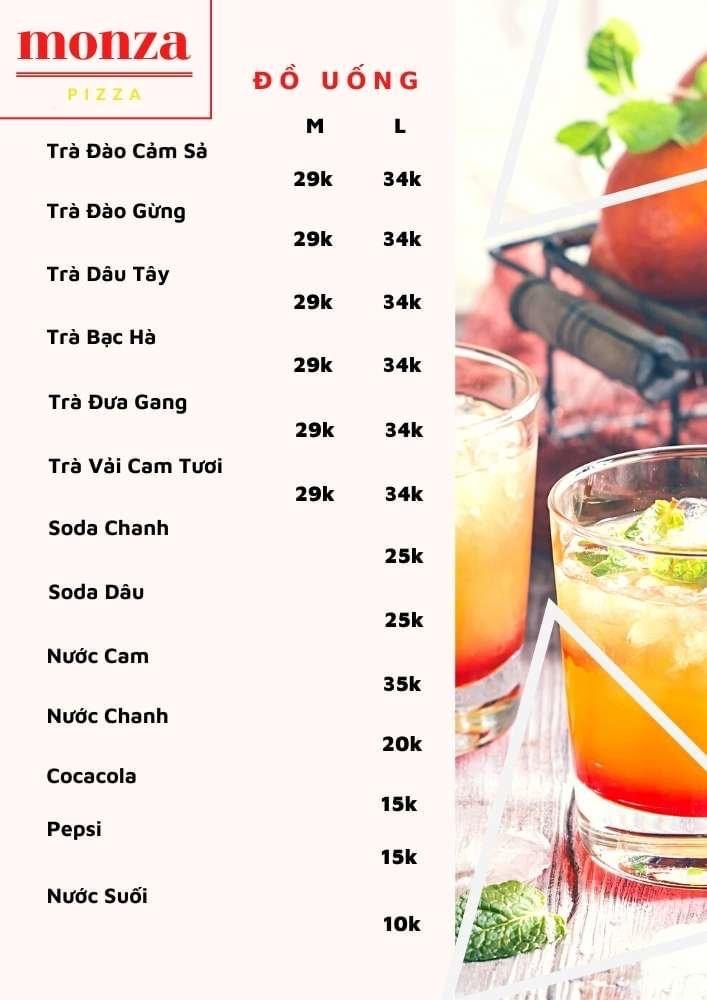 monza
PIZZA
ĐỒ UỐNG
M L
Trà Đào Cảm Sả
29k 34k
Trà Đào Gừng
29k 34k
Trà Dâu Tây
29k 34k
Trà Bạc Hà
29k 34k
Trà Đưa Gang
29k 34k
Trà Vải Cam Tươi
29k 34k
Soda Chanh
25k
Soda Dâu
25k
Nước Cam
35k
Nước Chanh
20k
Cocacola
15k
Pepsi
15k
Nước Suối
10k